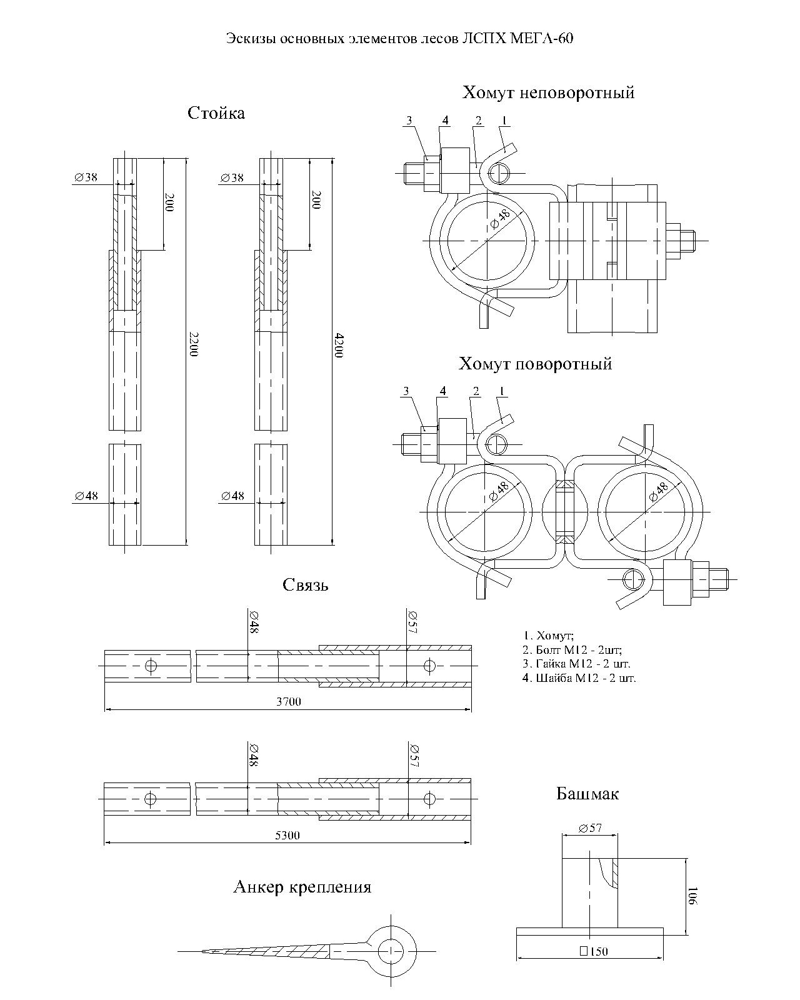 Эскизы основных элементов лесов ЛСПХ МЕГА-60
Хомут неповоротный
Стойка
3 4 2 1
∅38
∅38
200
200
∅48
2200
4200
Хомут поворотный
3 4 2 1
∅48
∅48
∅48
∅48
Связь
∅48
∅57
1. Хомут;
2. Болт М12 - 2шт;
3. Гайка М12 - 2 шт.
4. Шайба М12 - 2 шт.
3700
∅48
∅57
Башмак
5300
∅57
Анкер крепления
106
□150